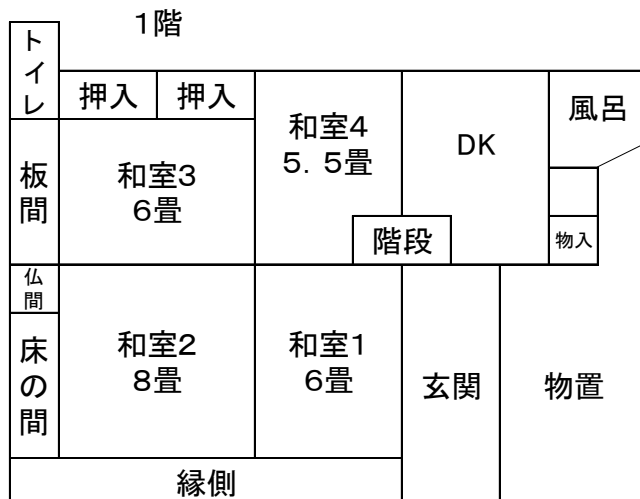 1階
トイレ
押入
押入
和室4
5．5畳
DK
風呂
板間
和室3
6畳
階段
物入
仏間
床の間
和室2
8畳
和室1
6畳
玄関
物置
縁側